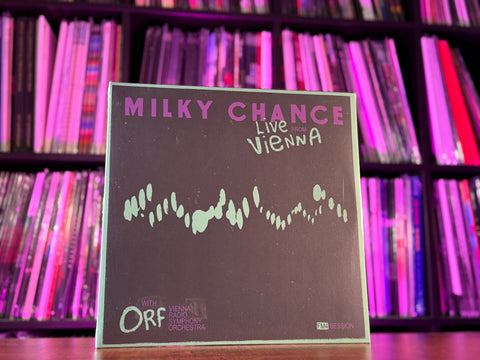 MILKY CHANCE
LIVE FROM
VIENNA
WITH
ORF
VIENNA
RADIO
SYMPHONY
ORCHESTRA
FM4 SESSION